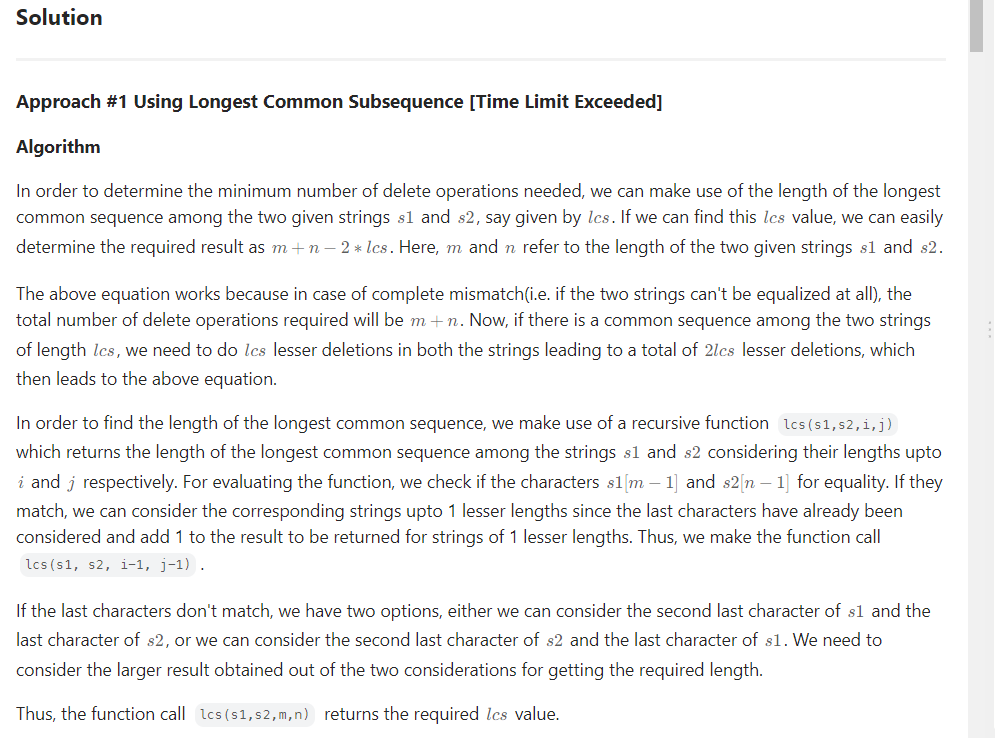 Solution
Approach #1 Using Longest Common Subsequence [Time Limit Exceeded]
Algorithm
In order to determine the minimum number of delete operations needed, we can make use of the length of the longest
common sequence among the two given strings s1 and s2, say given by lcs. If we can find this lcs value, we can easily
determine the required result as m + n − 2 * lcs. Here, m and n refer to the length of the two given strings s1 and s2.
The above equation works because in case of complete mismatch(i.e. if the two strings can't be equalized at all), the
total number of delete operations required will be m + n. Now, if there is a common sequence among the two strings
of length lcs, we need to do lcs lesser deletions in both the strings leading to a total of 2lcs lesser deletions, which
then leads to the above equation.
In order to find the length of the longest common sequence, we make use of a recursive function lcs(s1,s2,i,j)
which returns the length of the longest common sequence among the strings s1 and s2 considering their lengths upto
i and j respectively. For evaluating the function, we check if the characters s1[m − 1] and s2[n − 1] for equality. If they
match, we can consider the corresponding strings upto 1 lesser lengths since the last characters have already been
considered and add 1 to the result to be returned for strings of 1 lesser lengths. Thus, we make the function call
lcs(s1, s2, i-1, j-1) .
If the last characters don't match, we have two options, either we can consider the second last character of s1 and the
last character of s2, or we can consider the second last character of s2 and the last character of s1. We need to
consider the larger result obtained out of the two considerations for getting the required length.
Thus, the function call lcs(s1,s2,m,n) returns the required lcs value.